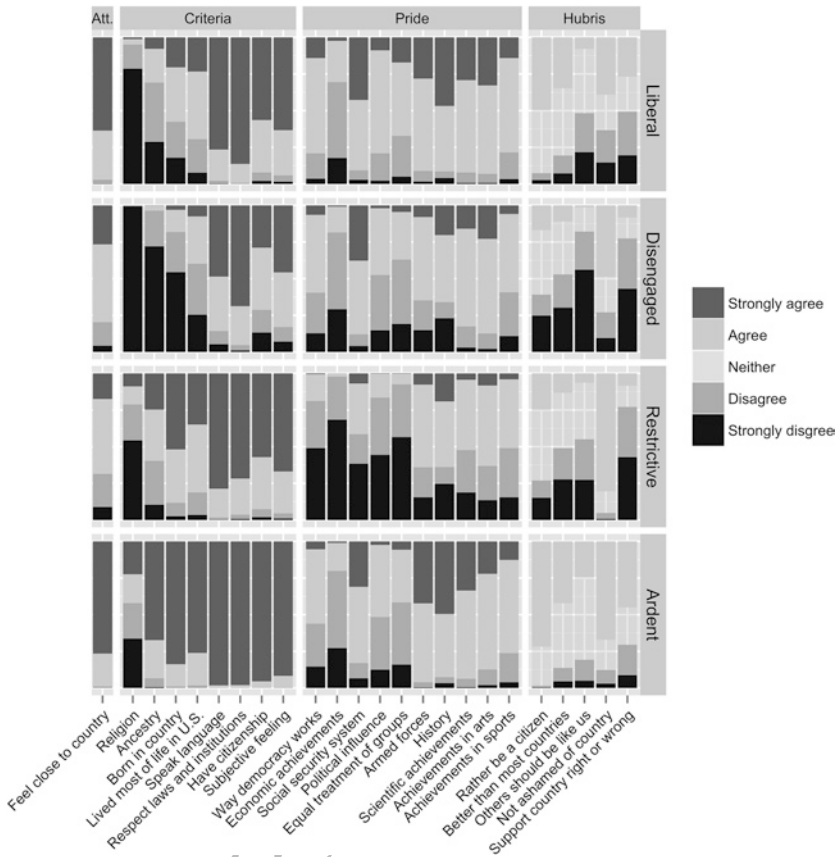 Att.
Criteria
Pride
Hubris
Liberal
Disengaged
Restrictive
Ardent
Strongly agree
Agree
Neither
Disagree
Strongly disgree
Feel close to country
Religion
Ancestry
Born in country
Lived most of life in U.S.
Speak language
Respect laws and institutions
Have citizenship
Subjective feeling
Way democracy works
Economic achievements
Social security system
Political influence
Equal treatment of groups
Armed forces
History
Scientific achievements
Achievements in arts
Achievements in sports
Rather be a citizen
Better than most countries
Others should be like us
Not ashamed of country
Support country right or wrong